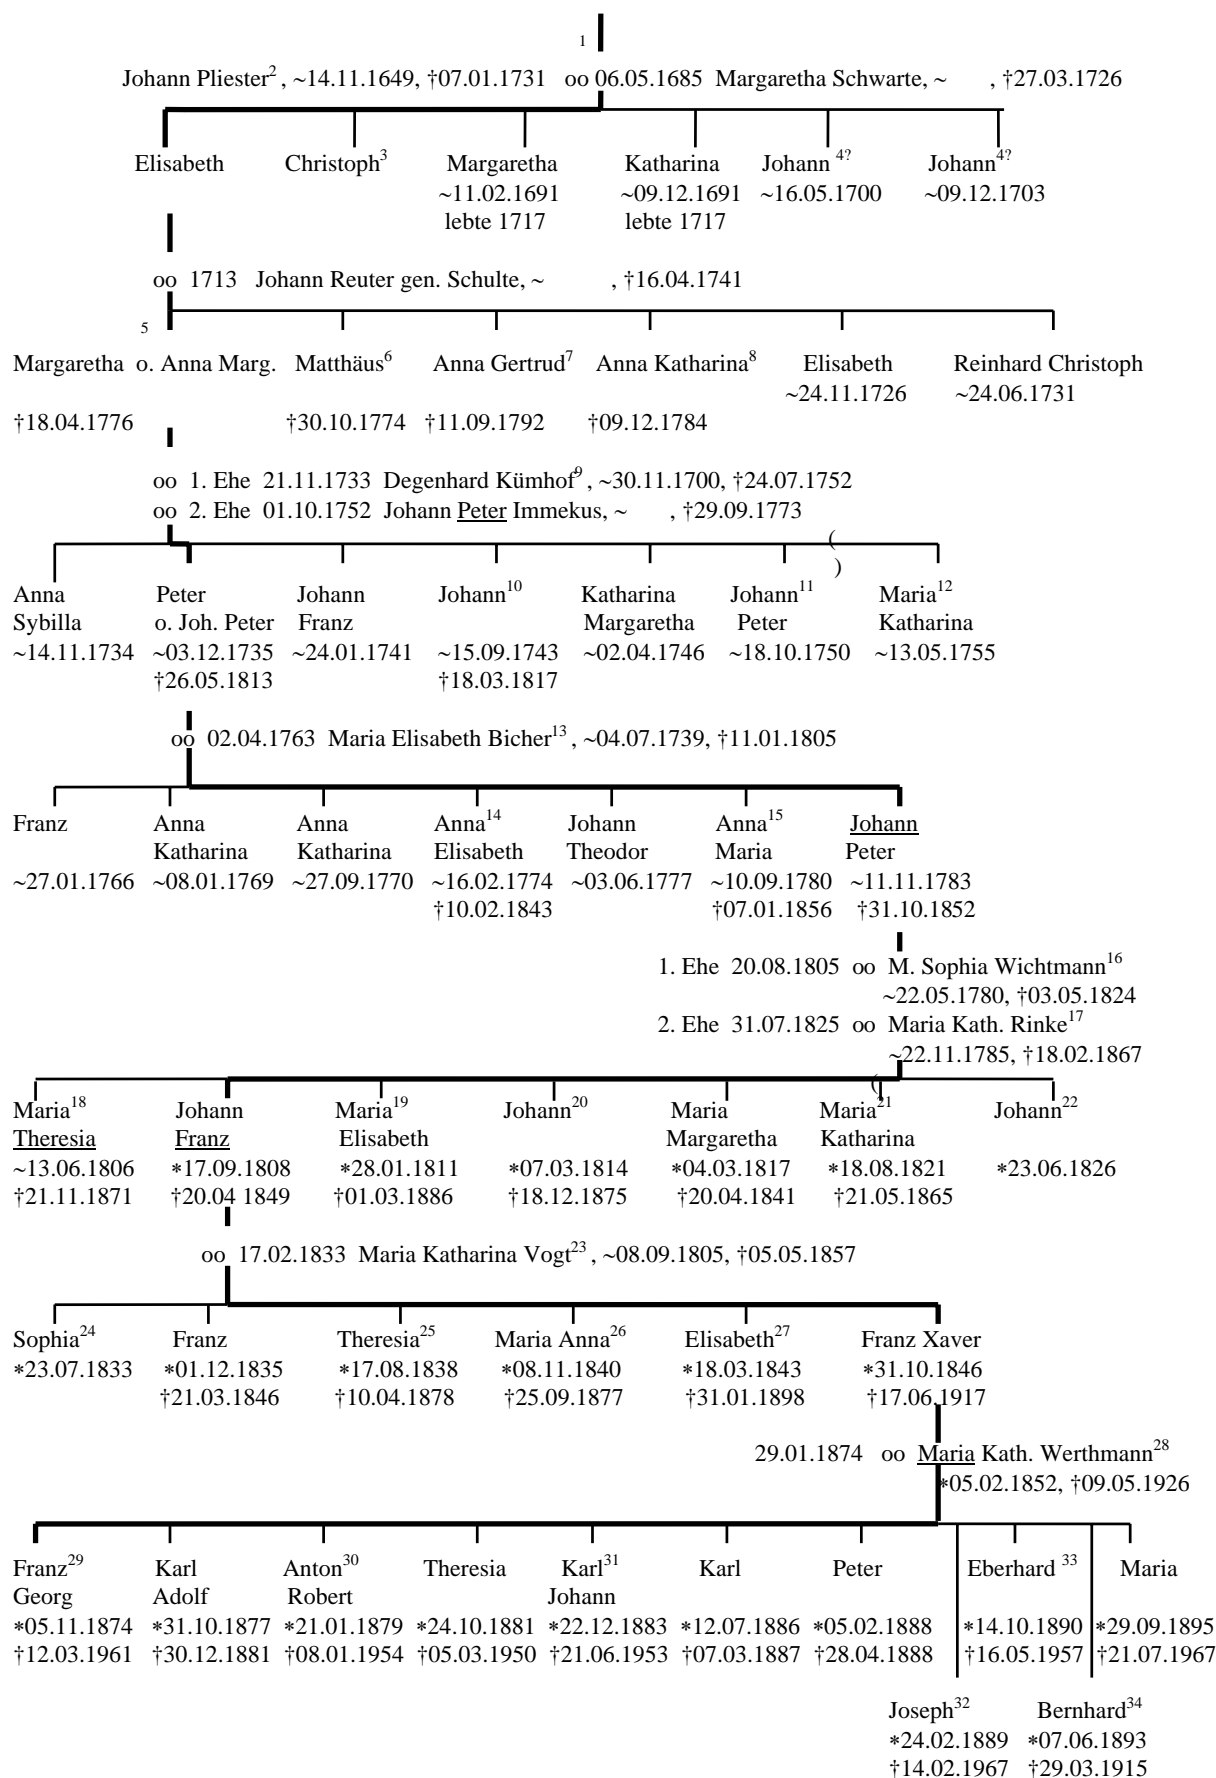 1
Johann Pliester2 , ~14.11.1649, †07.01.1731 oo 06.05.1685 Margaretha Schwarte, ~ , †27.03.1726
Elisabeth Christoph3 Margaretha Katharina Johann 4? Johann4?
~11.02.1691 ~09.12.1691 ~16.05.1700 ~09.12.1703
lebte 1717 lebte 1717
oo 1713 Johann Reuter gen. Schulte, ~ , †16.04.1741
5
Margaretha o. Anna Marg. Matthäus6 Anna Gertrud7 Anna Katharina8 Elisabeth Reinhard Christoph
~24.11.1726 ~24.06.1731
†18.04.1776 †30.10.1774 †11.09.1792 †09.12.1784
oo 1. Ehe 21.11.1733 Degenhard Kümhof9 , ~30.11.1700, †24.07.1752
oo 2. Ehe 01.10.1752 Johann Peter Immekus, ~ , †29.09.1773
(
)
Anna Peter Johann Johann10 Katharina Johann11 Maria12
Sybilla o. Joh. Peter Franz Margaretha Peter Katharina
~14.11.1734 ~03.12.1735 ~24.01.1741 ~15.09.1743 ~02.04.1746 ~18.10.1750 ~13.05.1755
†26.05.1813 †18.03.1817
oo 02.04.1763 Maria Elisabeth Bicher13 , ~04.07.1739, †11.01.1805
Franz Anna Anna Anna14 Johann Anna15 Johann
Katharina Katharina Elisabeth Theodor Maria Peter
~27.01.1766 ~08.01.1769 ~27.09.1770 ~16.02.1774 ~03.06.1777 ~10.09.1780 ~11.11.1783
†10.02.1843 †07.01.1856 †31.10.1852
1. Ehe 20.08.1805 oo M. Sophia Wichtmann16
~22.05.1780, †03.05.1824
2. Ehe 31.07.1825 oo Maria Kath. Rinke17
~22.11.1785, †18.02.1867
(
Maria18 Johann Maria19 Johann20 Maria Maria21 Johann22
Theresia Franz Elisabeth Margaretha Katharina
~13.06.1806 *17.09.1808 *28.01.1811 *07.03.1814 *04.03.1817 *18.08.1821 *23.06.1826
†21.11.1871 †20.04 1849 †01.03.1886 †18.12.1875 †20.04.1841 †21.05.1865
oo 17.02.1833 Maria Katharina Vogt23 , ~08.09.1805, †05.05.1857
Sophia24 Franz Theresia25 Maria Anna26 Elisabeth27 Franz Xaver
*23.07.1833 *01.12.1835 *17.08.1838 *08.11.1840 *18.03.1843 *31.10.1846
†21.03.1846 †10.04.1878 †25.09.1877 †31.01.1898 †17.06.1917
29.01.1874 oo Maria Kath. Werthmann28
*05.02.1852, †09.05.1926
Franz29 Karl Anton30 Theresia Karl31 Karl Peter Eberhard 33 Maria
Georg Adolf Robert Johann
*05.11.1874 *31.10.1877 *21.01.1879 *24.10.1881 *22.12.1883 *12.07.1886 *05.02.1888 *14.10.1890 *29.09.1895
†12.03.1961 †30.12.1881 †08.01.1954 †05.03.1950 †21.06.1953 †07.03.1887 †28.04.1888 †16.05.1957 †21.07.1967
Joseph32 Bernhard34
*24.02.1889 *07.06.1893
†14.02.1967 †29.03.1915